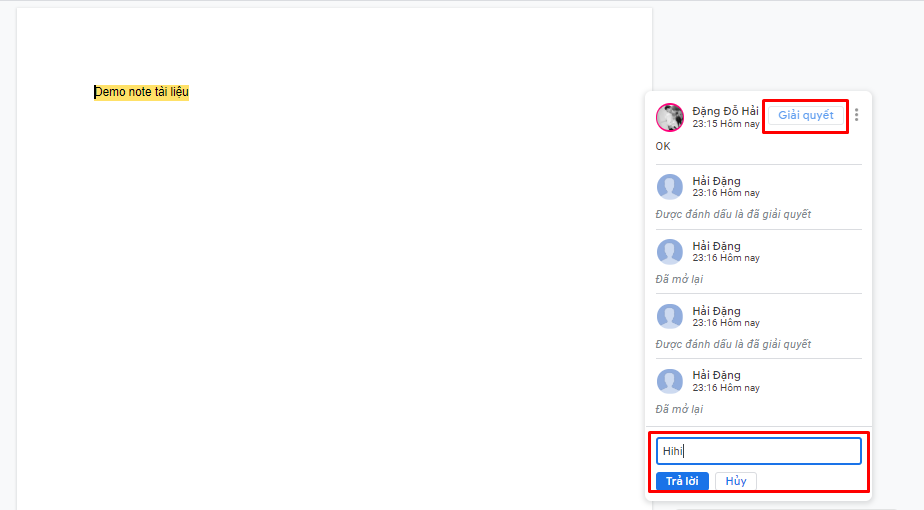 Demo note tài liệu
Đặng Đỗ Hải
Giải quyết
23:15 Hôm nay
OK
Hải Đặng
23:16 Hôm nay
Được đánh dấu là đã giải quyết
Hải Đặng
23:16 Hôm nay
Đã mở lại
Hải Đặng
23:16 Hôm nay
Được đánh dấu là đã giải quyết
Hải Đặng
23:16 Hôm nay
Đã mở lại
Hihi
Trả lời Hủy